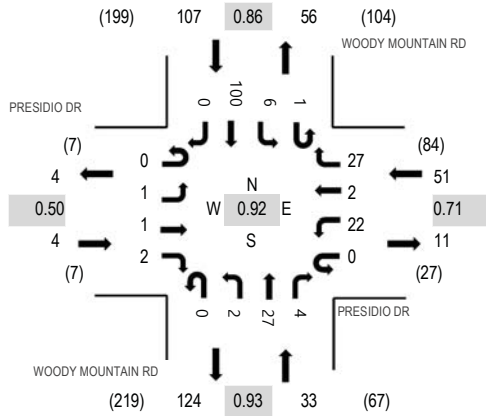 (199) 107 0.86 56 (104)
WOODY MOUNTAIN RD
PRESIDIO DR
0 100 6 1
(7) (84)
4 0 27 51
0.50 1 W N 0.92 E 2 0.71
4 1 S 22 11
(7) 2 0 (27)
0 2 27 4
PRESIDIO DR
WOODY MOUNTAIN RD
(219) 124 0.93 33 (67)